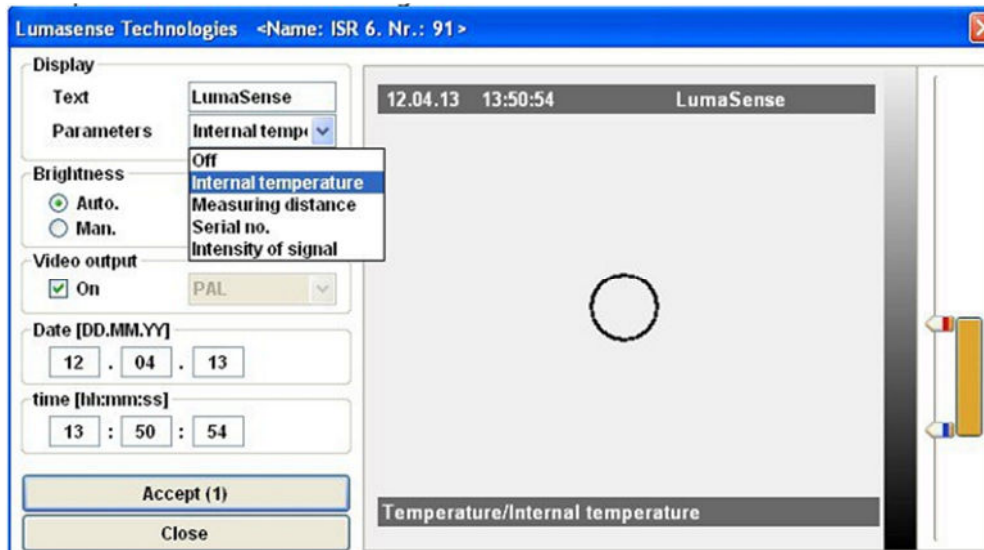 Lumasense Technologies <Name: ISR 6. Nr.: 91>
Display
Text LumaSense
Parameters Internal tempe
Off
Internal temperature
Measuring distance
Serial no.
Intensity of signal
Brightness
Auto.
Man.
Video output
On PAL
Date [DD.MM.YY]
12 . 04 . 13
time [hh:mm:ss]
13 : 50 : 54
Accept (1)
Close
12.04.13 13:50:54 LumaSense
Temperature/Internal temperature